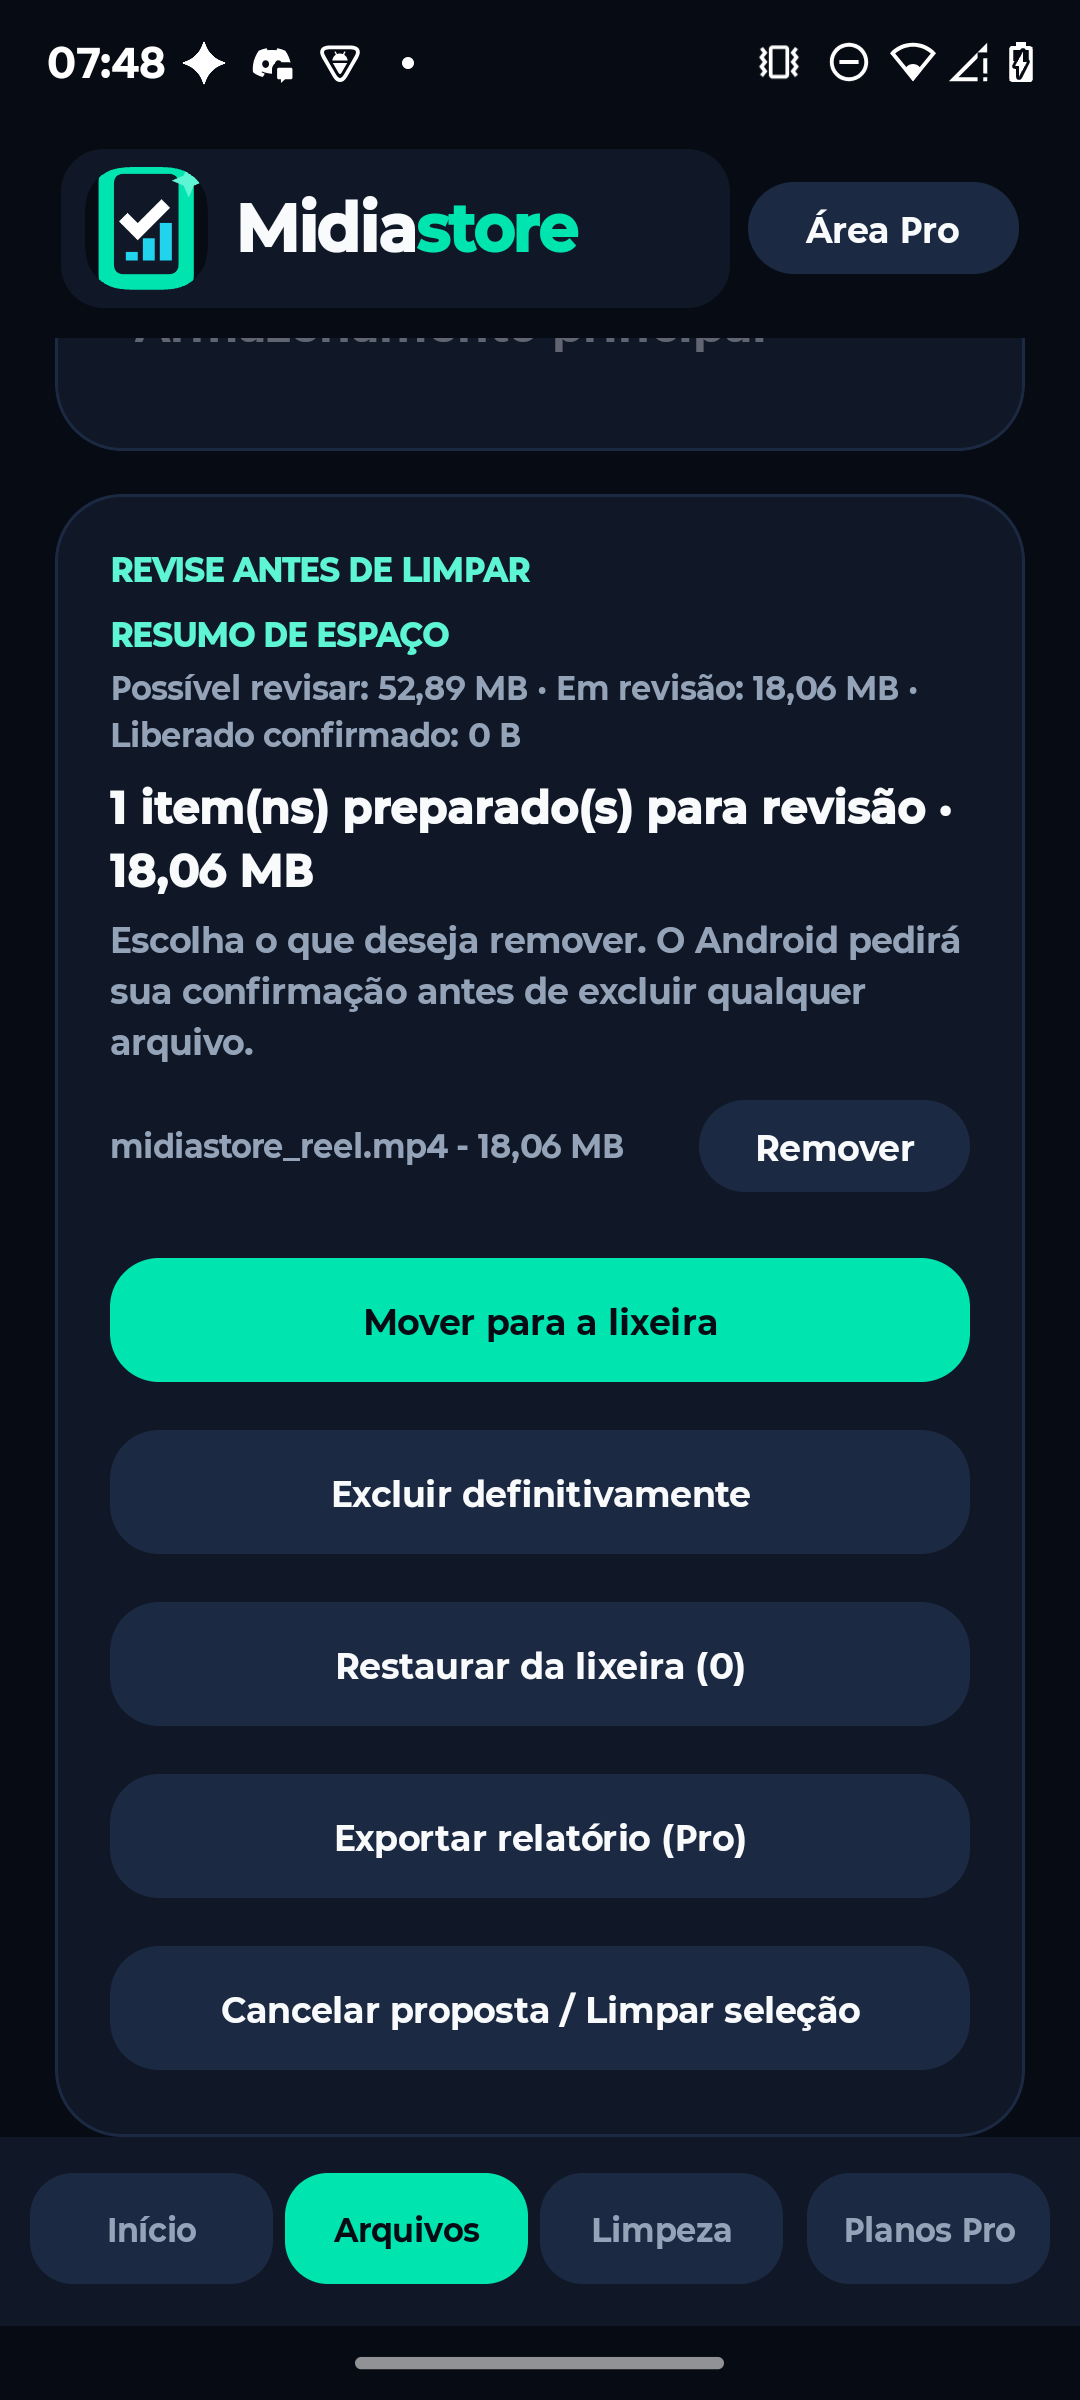 07:48
Midiastore
Área Pro
Armazenamento principal
REVISE ANTES DE LIMPAR
RESUMO DE ESPAÇO
Possível revisar: 52,89 MB · Em revisão: 18,06 MB ·
Liberado confirmado: 0 B
1 item(ns) preparado(s) para revisão ·
18,06 MB
Escolha o que deseja remover. O Android pedirá
sua confirmação antes de excluir qualquer
arquivo.
midiastore_reel.mp4 - 18,06 MB
Remover
Mover para a lixeira
Excluir definitivamente
Restaurar da lixeira (0)
Exportar relatório (Pro)
Cancelar proposta / Limpar seleção
Início
Arquivos
Limpeza
Planos Pro